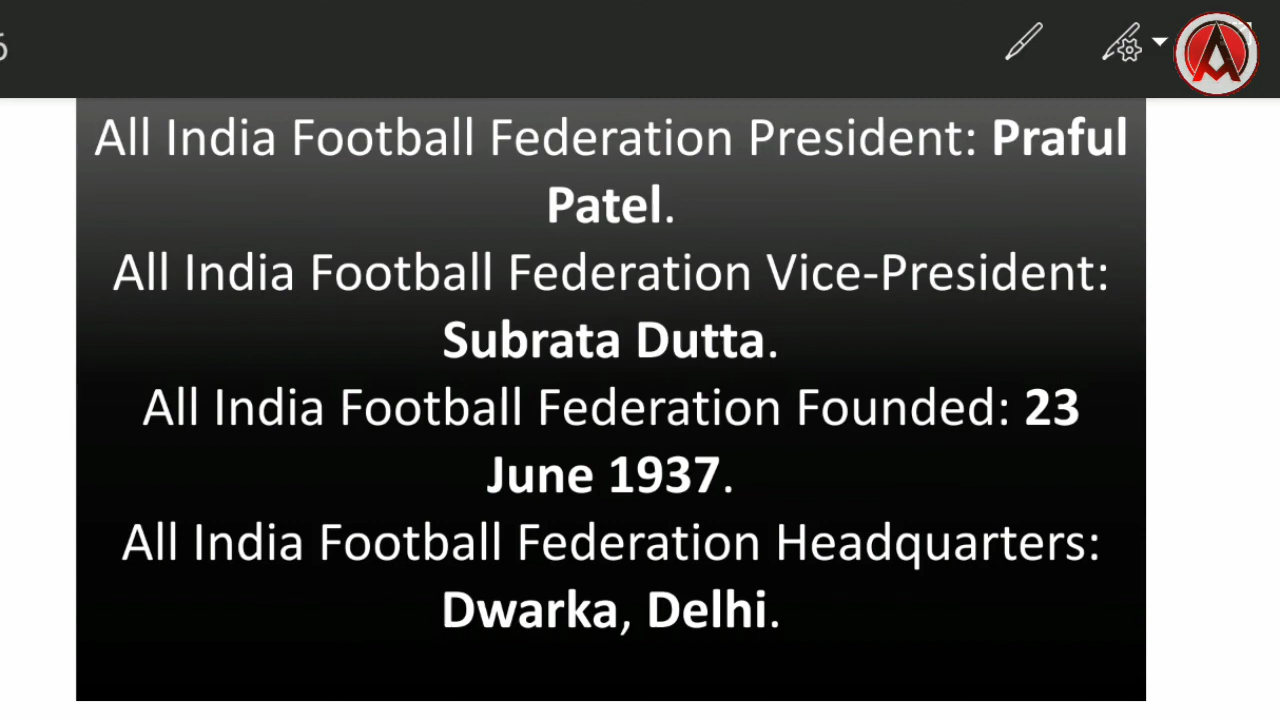 All India Football Federation President: Praful
Patel.
All India Football Federation Vice-President:
Subrata Dutta.
All India Football Federation Founded: 23
June 1937.
All India Football Federation Headquarters:
Dwarka, Delhi.